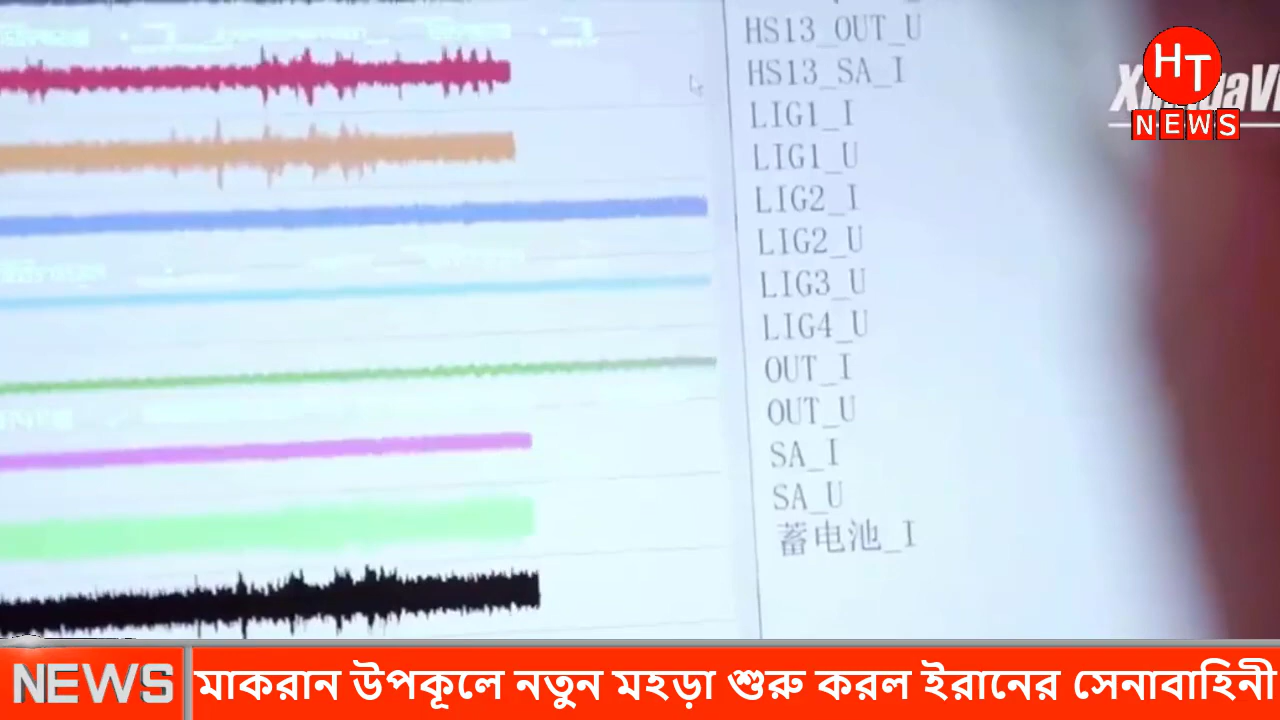 HS13_OUT_U
HS13_SA_I
LIG1_I
LIG1_U
LIG2_I
LIG2_U
LIG3_U
LIG4_U
OUT_I
OUT_U
SA_I
SA_U
蓄电池_I
HT
NEWS
NEWS
মাকরান উপকূলে নতুন মহড়া শুরু করল ইরানের সেনাবাহিনী